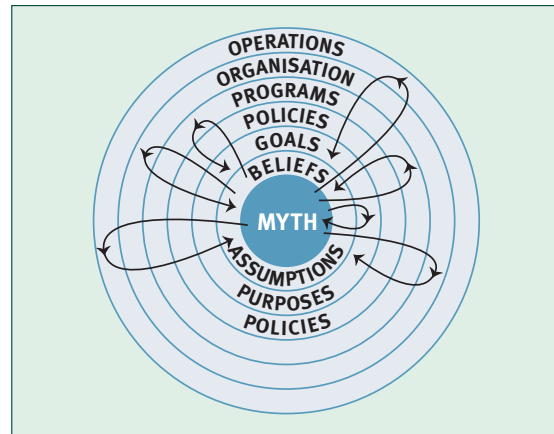 OPERATIONS
ORGANISATION
PROGRAMS
POLICIES
GOALS
BELIEFS
MYTH
ASSUMPTIONS
PURPOSES
POLICIES